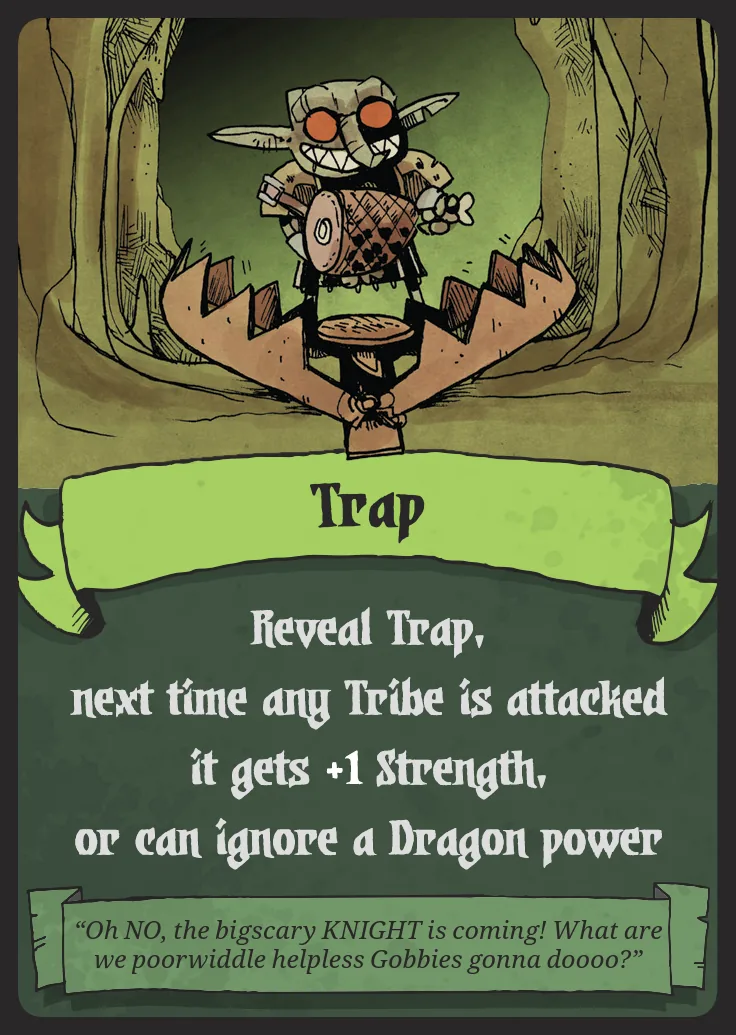 Trap
Reveal Trap,
next time any Tribe is attacked
it gets +1 Strength,
or can ignore a Dragon power
“Oh NO, the bigscary KNIGHT is coming! What are
we poorwiddle helpless Gobbies gonna doooo?”